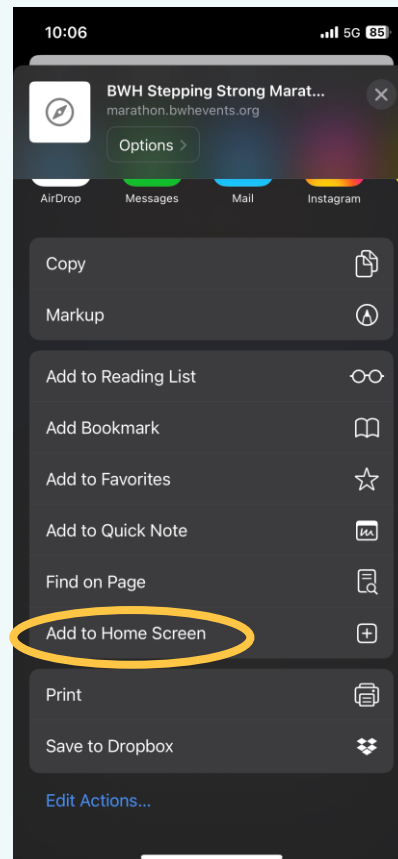 10:06 5G 85
BWH Stepping Strong Marat...
marathon.bwhevents.org
Options >
AirDrop Messages Mail Instagram
Copy
Markup
Add to Reading List
Add Bookmark
Add to Favorites
Add to Quick Note
Find on Page
Add to Home Screen
Print
Save to Dropbox
Edit Actions...